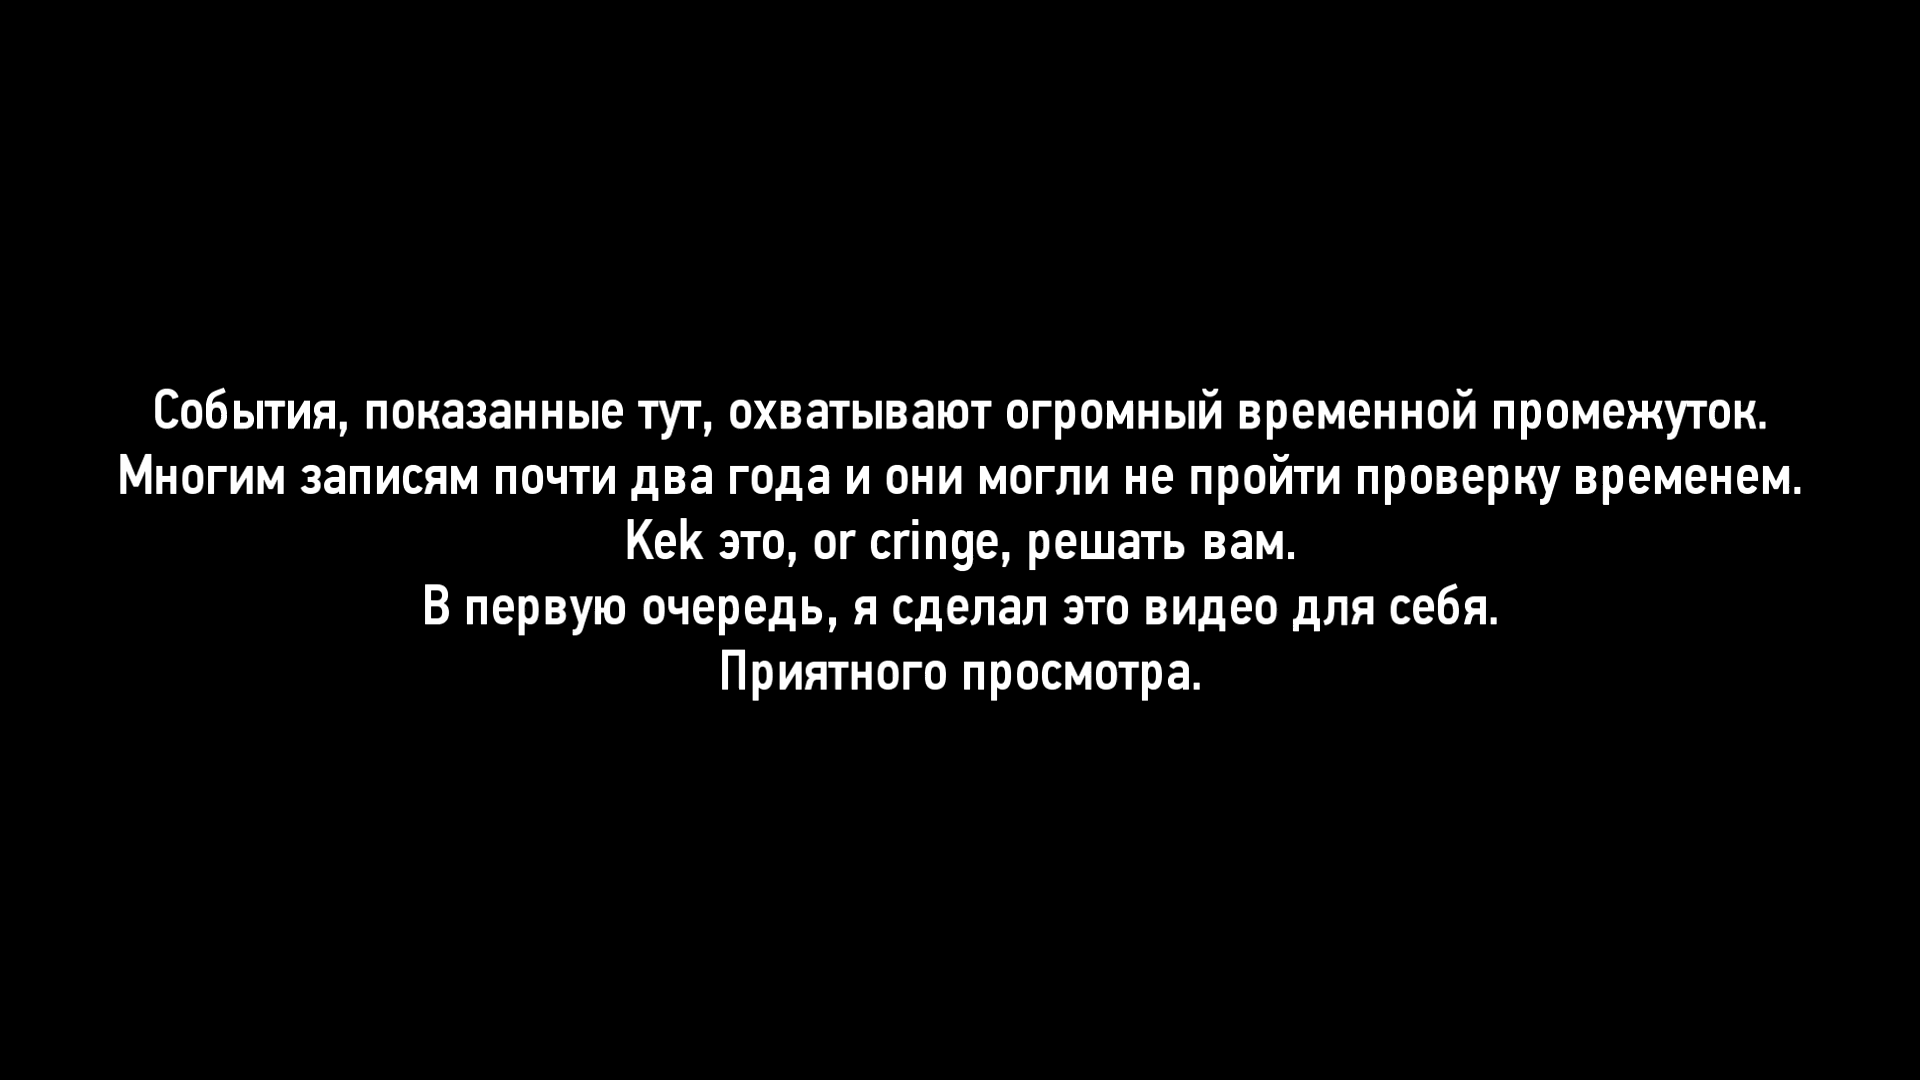 События, показанные тут, охватывают огромный временной промежуток.
Многим записям почти два года и они могли не пройти проверку временем.
Kek это, or cringe, решать вам.
В первую очередь, я сделал это видео для себя.
Приятного просмотра.